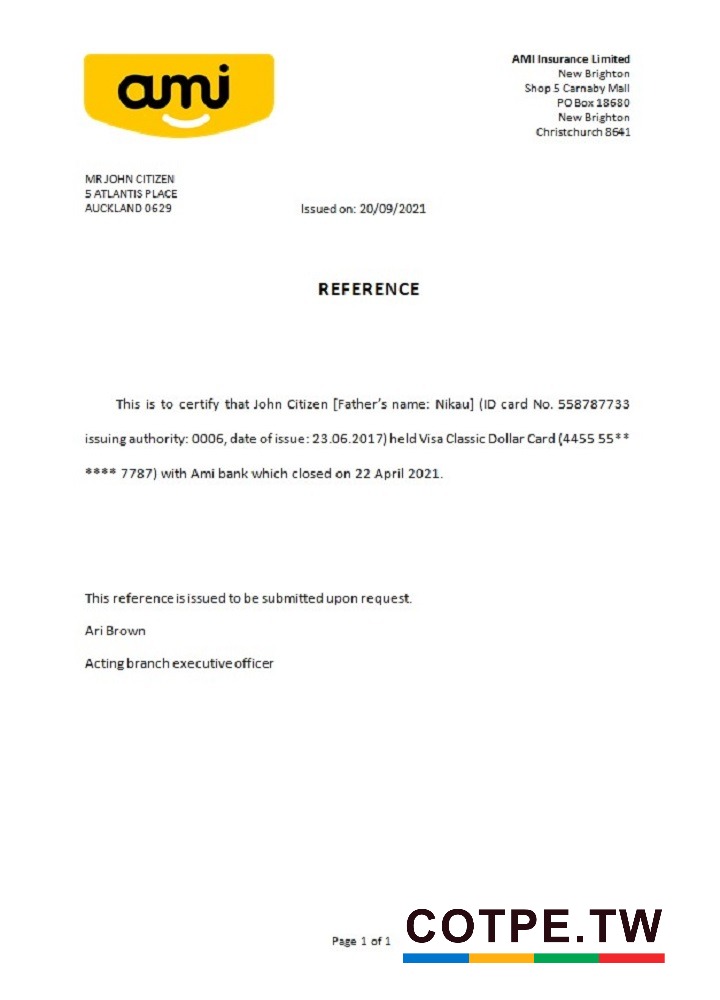 ami
AMI Insurance Limited
New Brighton
Shop 5 Carnaby Mall
PO Box 18680
New Brighton
Christchurch 8641
MR JOHN CITIZEN
5 ATLANTIS PLACE
AUCKLAND 0629
Issued on: 20/09/2021
REFERENCE
This is to certify that John Citizen [Father's name: Nikau] (ID card No. 558787733
issuing authority: 0006, date of issue: 23.06.2017) held Visa Classic Dollar Card (4455 55**
**** 7787) with Ami bank which closed on 22 April 2021.
This reference is issued to be submitted upon request.
Ari Brown
Acting branch executive officer
Page 1 of 1
COTPE.TW